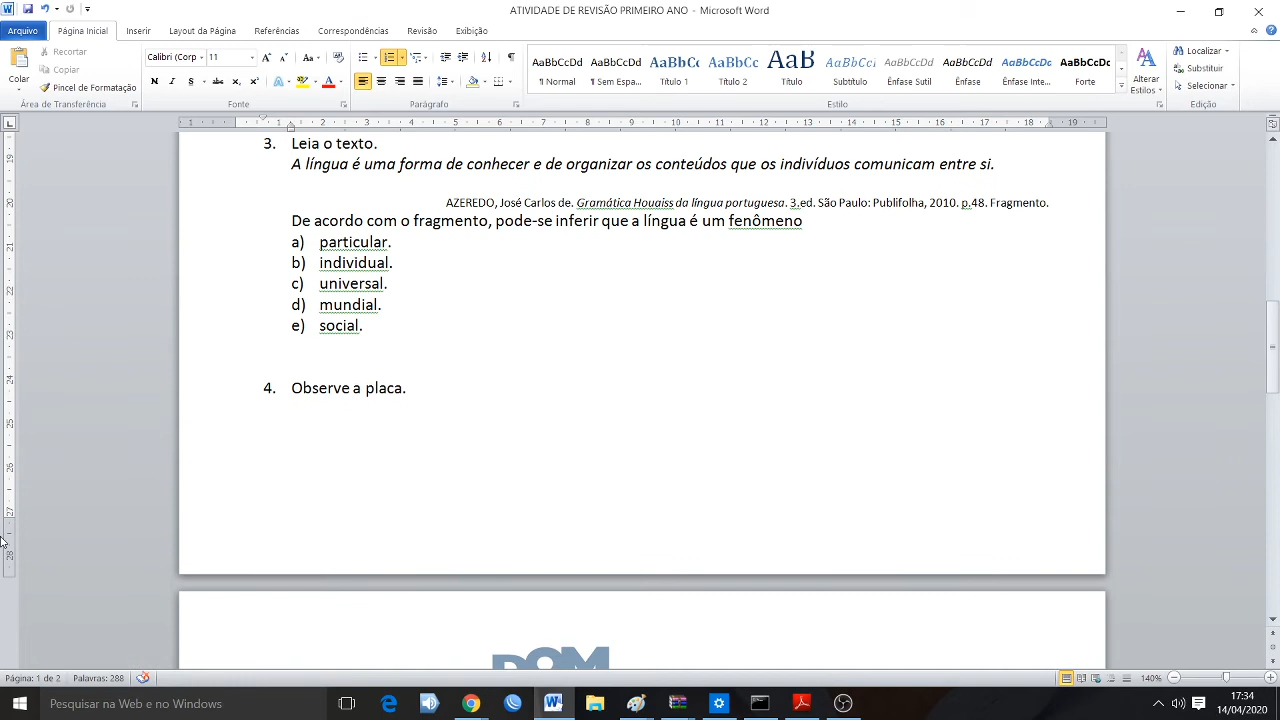 ATIVIDADE DE REVISÃO PRIMEIRO ANO - Microsoft Word
Arquivo Página Inicial Inserir Layout da Página Referências Correspondências Revisão Exibição
Colar
Recortar
Copiar
Pincel de Formatação
Área de Transferência
Calibri (Corp 11
Fonte
Parágrafo
AaBbCcDd AaBbCcDd AaBbCc AaBbCc AaB AaBbCcI AaBbCcDd AaBbCcDd AaBbCcDc AaBbCcDc
¶ Normal ¶ Sem Espa... Título 1 Título 2 Título Subtítulo Ênfase Sutil Ênfase Ênfase Inte... Forte
Estilo
Alterar Estilos
Localizar
Substituir
Selecionar
Edição
3. Leia o texto.
A língua é uma forma de conhecer e de organizar os conteúdos que os indivíduos comunicam entre si.
AZEREDO, José Carlos de. Gramática Houaiss da língua portuguesa. 3.ed. São Paulo: Publifolha, 2010. p.48. Fragmento.
De acordo com o fragmento, pode-se inferir que a língua é um fenômeno
a) particular.
b) individual.
c) universal.
d) mundial.
e) social.
4. Observe a placa.
DOM
Página: 1 de 2 Palavras: 288 140%
Pesquisar na Web e no Windows
17:34
14/04/2020